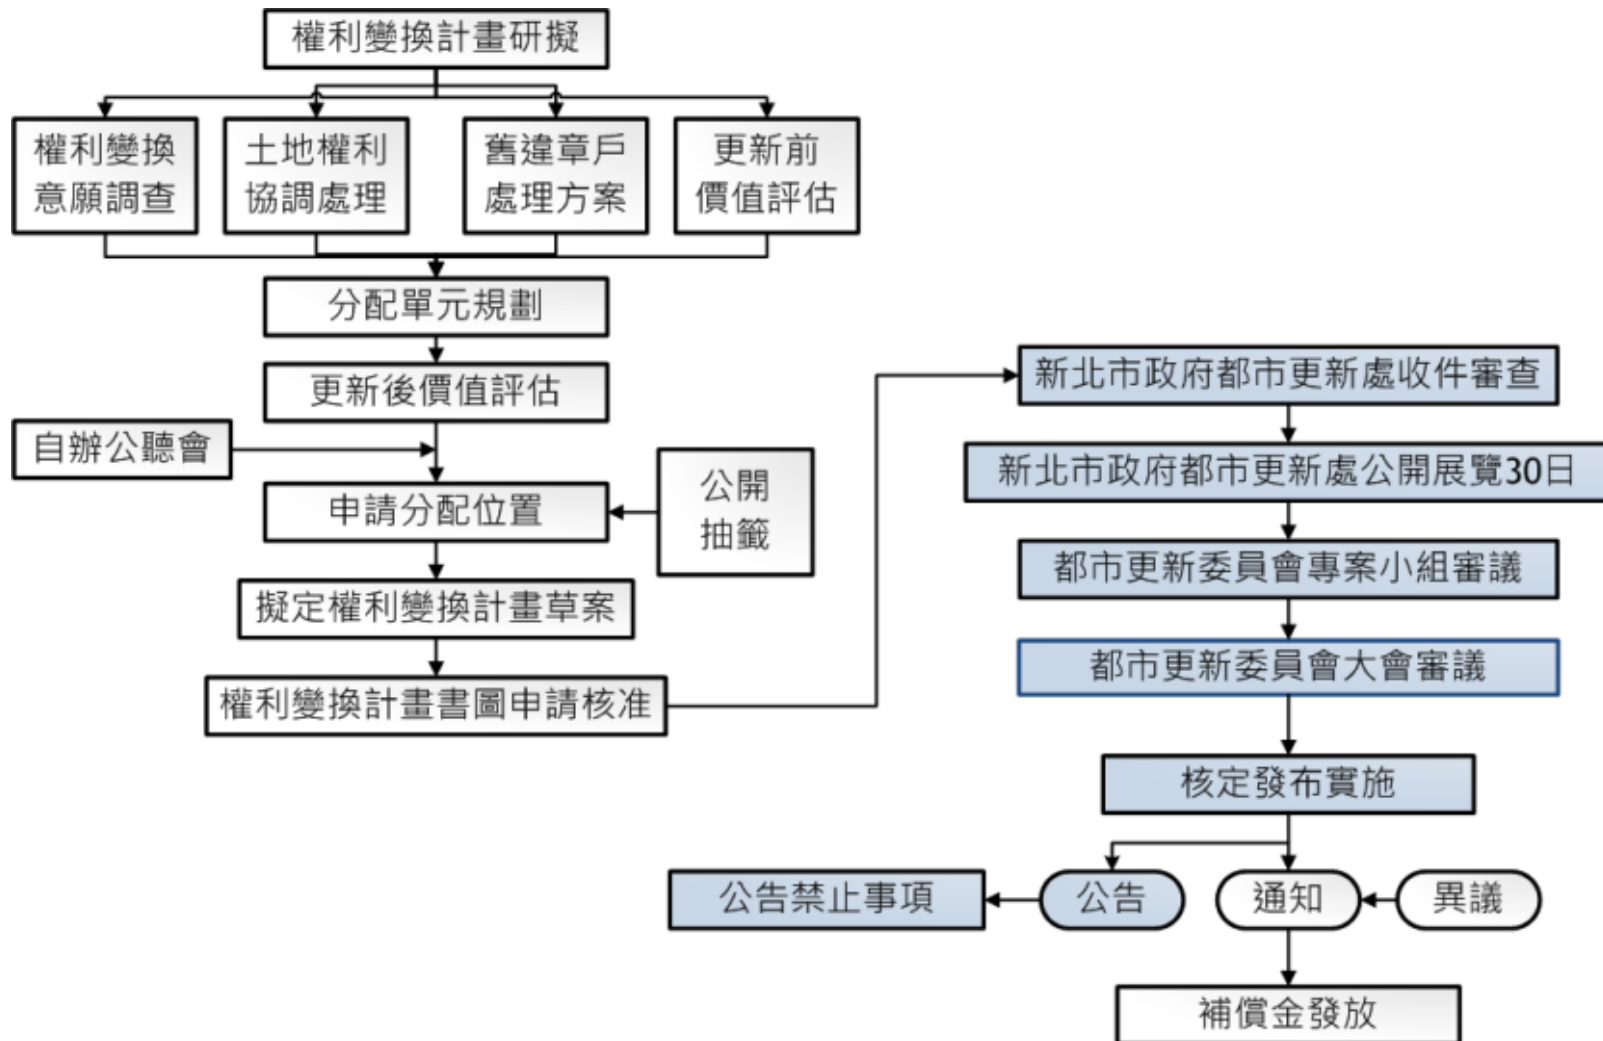 權利變換計畫研擬
權利變換
意願調查
土地權利
協調處理
舊違章戶
處理方案
更新前
價值評估
分配單元規劃
更新後價值評估
自辦公聽會
申請分配位置
公開
抽籤
擬定權利變換計畫草案
權利變換計畫書圖申請核准
新北市政府都市更新處收件審查
新北市政府都市更新處公開展覽30日
都市更新委員會專案小組審議
都市更新委員會大會審議
核定發布實施
公告禁止事項
公告
通知
異議
補償金發放